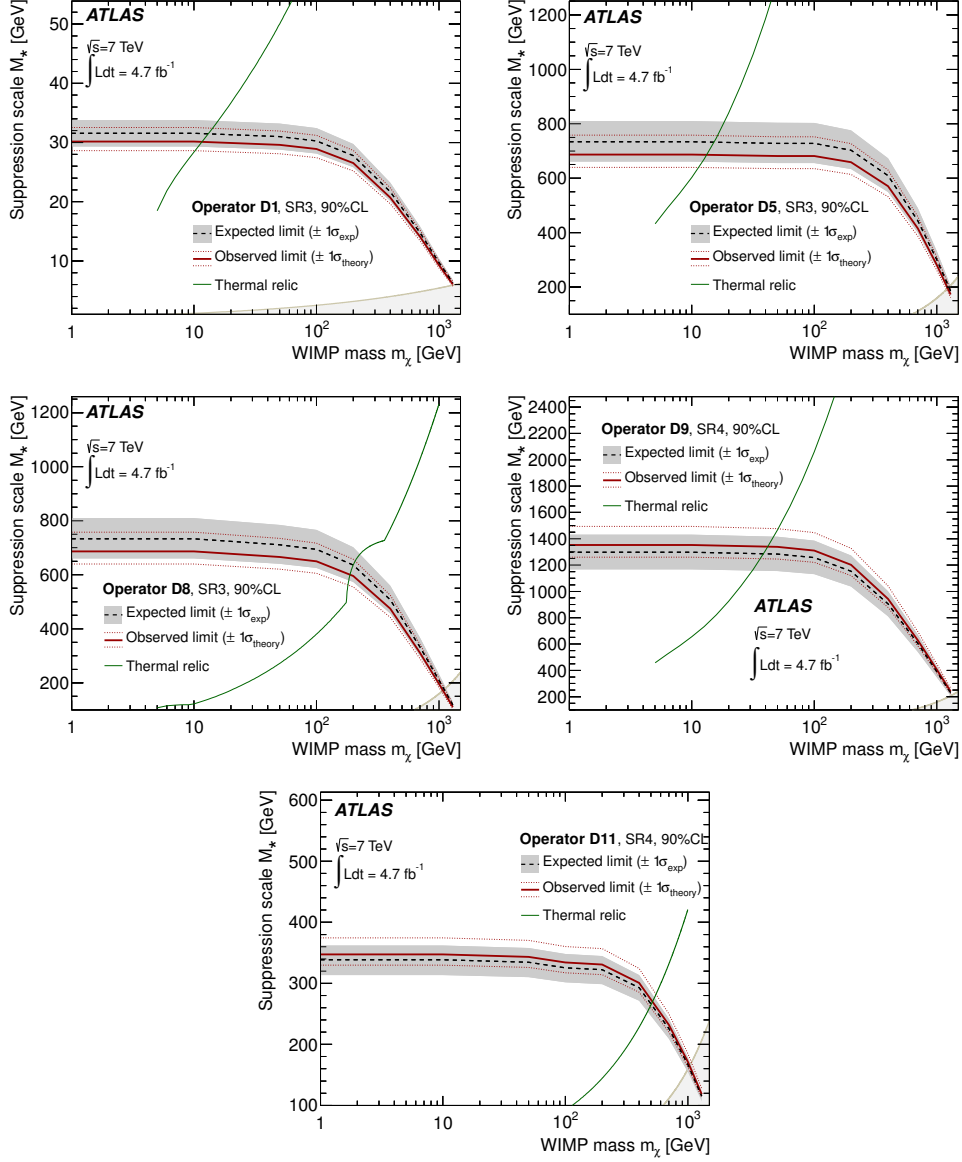 Suppression scale M⁎ [GeV]
50
40
30
20
10
ATLAS
√s=7 TeV
∫Ldt = 4.7 fb⁻¹
Operator D1, SR3, 90%CL
Expected limit (± 1σexp)
Observed limit (± 1σtheory)
Thermal relic
1 10 10² 10³
WIMP mass mχ [GeV]
Suppression scale M⁎ [GeV]
1200
1000
800
600
400
200
ATLAS
√s=7 TeV
∫Ldt = 4.7 fb⁻¹
Operator D5, SR3, 90%CL
Expected limit (± 1σexp)
Observed limit (± 1σtheory)
Thermal relic
1 10 10² 10³
WIMP mass mχ [GeV]
Suppression scale M⁎ [GeV]
1200
1000
800
600
400
200
ATLAS
√s=7 TeV
∫Ldt = 4.7 fb⁻¹
Operator D8, SR3, 90%CL
Expected limit (± 1σexp)
Observed limit (± 1σtheory)
Thermal relic
1 10 10² 10³
WIMP mass mχ [GeV]
Suppression scale M⁎ [GeV]
2400
2200
2000
1800
1600
1400
1200
1000
800
600
400
200
Operator D9, SR4, 90%CL
Expected limit (± 1σexp)
Observed limit (± 1σtheory)
Thermal relic
ATLAS
√s=7 TeV
∫Ldt = 4.7 fb⁻¹
1 10 10² 10³
WIMP mass mχ [GeV]
Suppression scale M⁎ [GeV]
600
500
400
300
200
100
ATLAS
√s=7 TeV
∫Ldt = 4.7 fb⁻¹
Operator D11, SR4, 90%CL
Expected limit (± 1σexp)
Observed limit (± 1σtheory)
Thermal relic
1 10 10² 10³
WIMP mass mχ [GeV]